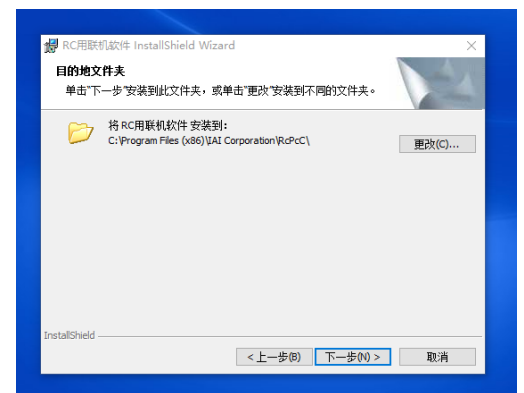 RC用联机软件 InstallShield Wizard
目的地文件夹
单击“下一步”安装到此文件夹，或单击“更改”安装到不同的文件夹。
将 RC用联机软件 安装到：
C:\Program Files (x86)\IAI Corporation\RcPcC\
更改(C)...
InstallShield
< 上一步(B)
下一步(N) >
取消